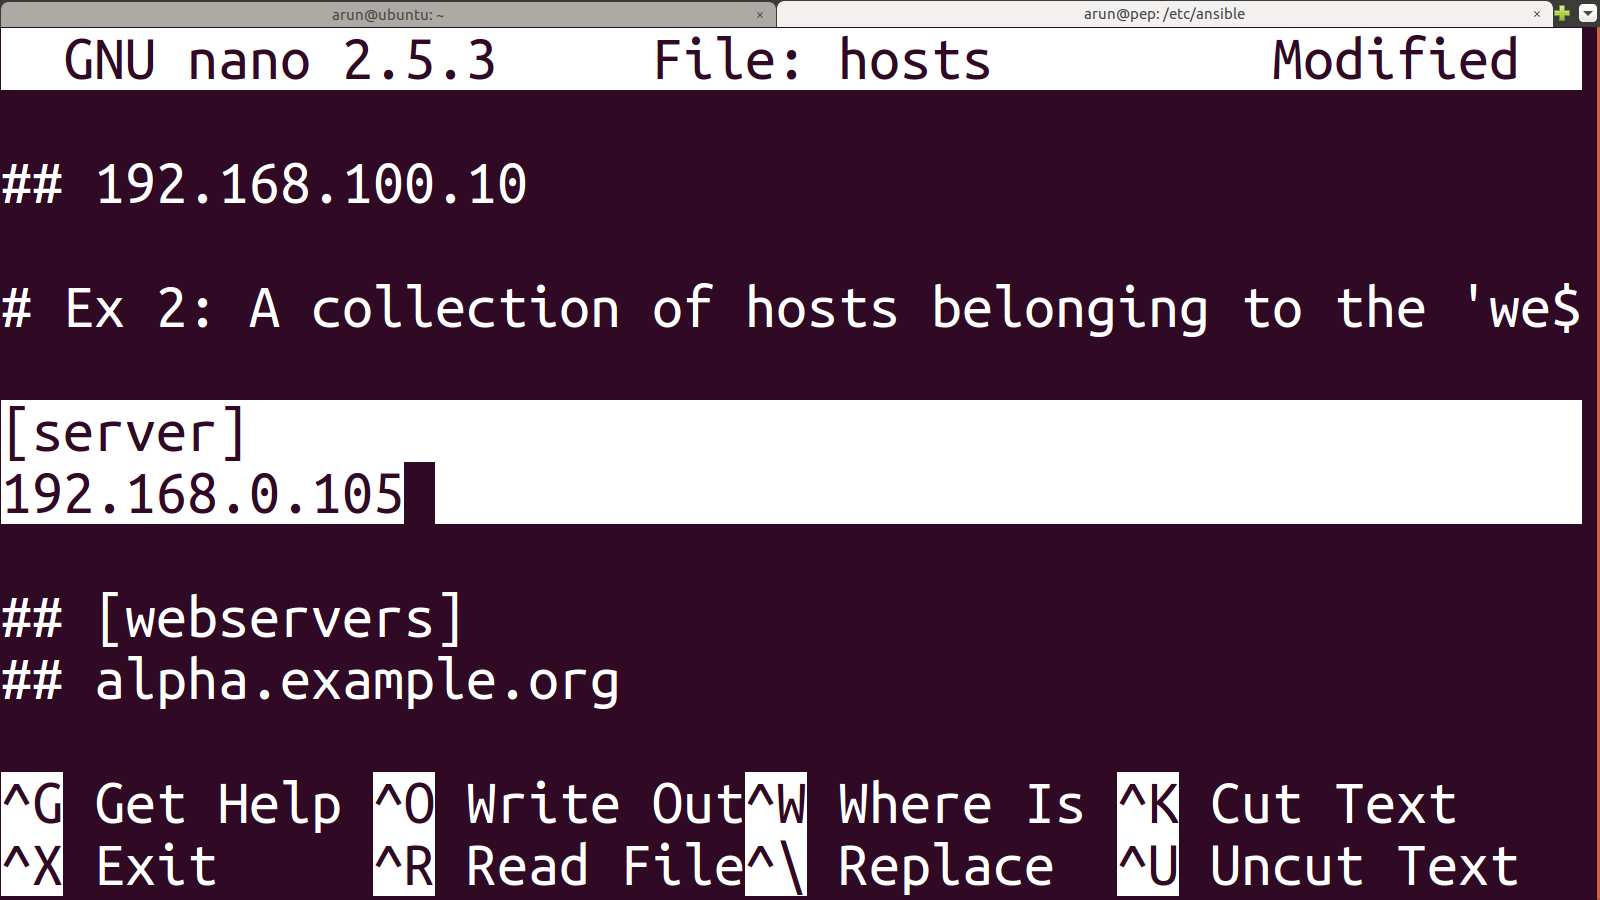 arun@ubuntu: ~ ×
arun@pep: /etc/ansible ×
GNU nano 2.5.3 File: hosts Modified
## 192.168.100.10
# Ex 2: A collection of hosts belonging to the 'we$
[server]
192.168.0.105
## [webservers]
## alpha.example.org
^G Get Help ^O Write Out ^W Where Is ^K Cut Text
^X Exit ^R Read File ^\ Replace ^U Uncut Text